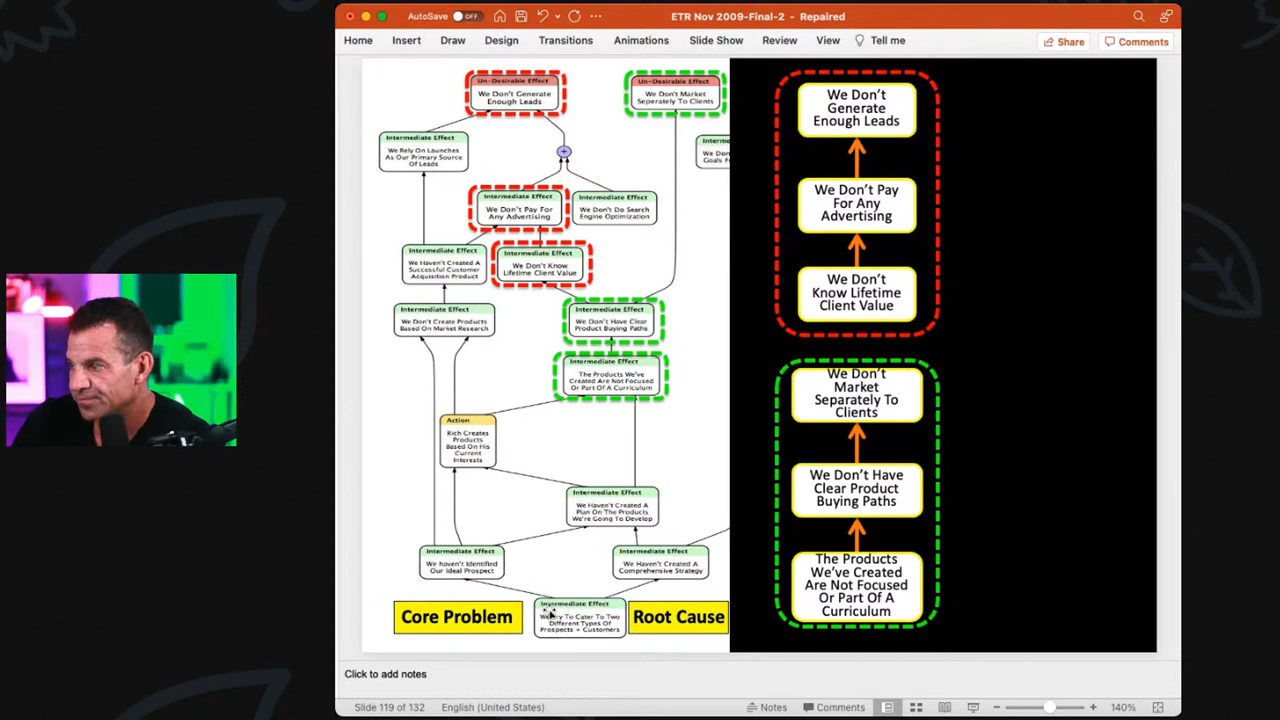 AutoSave OFF
ETR Nov 2009-Final-2 - Repaired
Home Insert Draw Design Transitions Animations Slide Show Review View Tell me Share Comments
Un-Desirable Effect
We Don't Generate
Enough Leads
Un-Desirable Effect
We Don't Market
Seperately To Clients
Intermediate Effect
We Rely On Launches
As Our Primary Source
Of Leads
Interme
We Don
Goals F
Intermediate Effect
We Don't Pay For
Any Advertising
Intermediate Effect
We Don't Do Search
Engine Optimization
Intermediate Effect
We Haven't Created A
Successful Customer
Acquisition Product
Intermediate Effect
We Don't Know
Lifetime Client Value
Intermediate Effect
We Don't Create Products
Based On Market Research
Intermediate Effect
We Don't Have Clear
Product Buying Paths
Intermediate Effect
The Products We've
Created Are Not Focused
Or Part Of A Curriculum
Action
Rich Creates
Products
Based On His
Current
Interests
Intermediate Effect
We Haven't Created A
Plan On The Products
We're Going To Develop
Intermediate Effect
We haven't Identified
Our Ideal Prospect
Intermediate Effect
We Haven't Created A
Comprehensive Strategy
Core Problem
Intermediate Effect
We Try To Cater To Two
Different Types Of
Prospects + Customers
Root Cause
We Don't
Generate
Enough Leads
We Don't Pay
For Any
Advertising
We Don't
Know Lifetime
Client Value
We Don't
Market
Separately To
Clients
We Don't Have
Clear Product
Buying Paths
The Products
We've Created
Are Not Focused
Or Part Of A
Curriculum
Click to add notes
Slide 119 of 132 English (United States) Notes Comments 140%